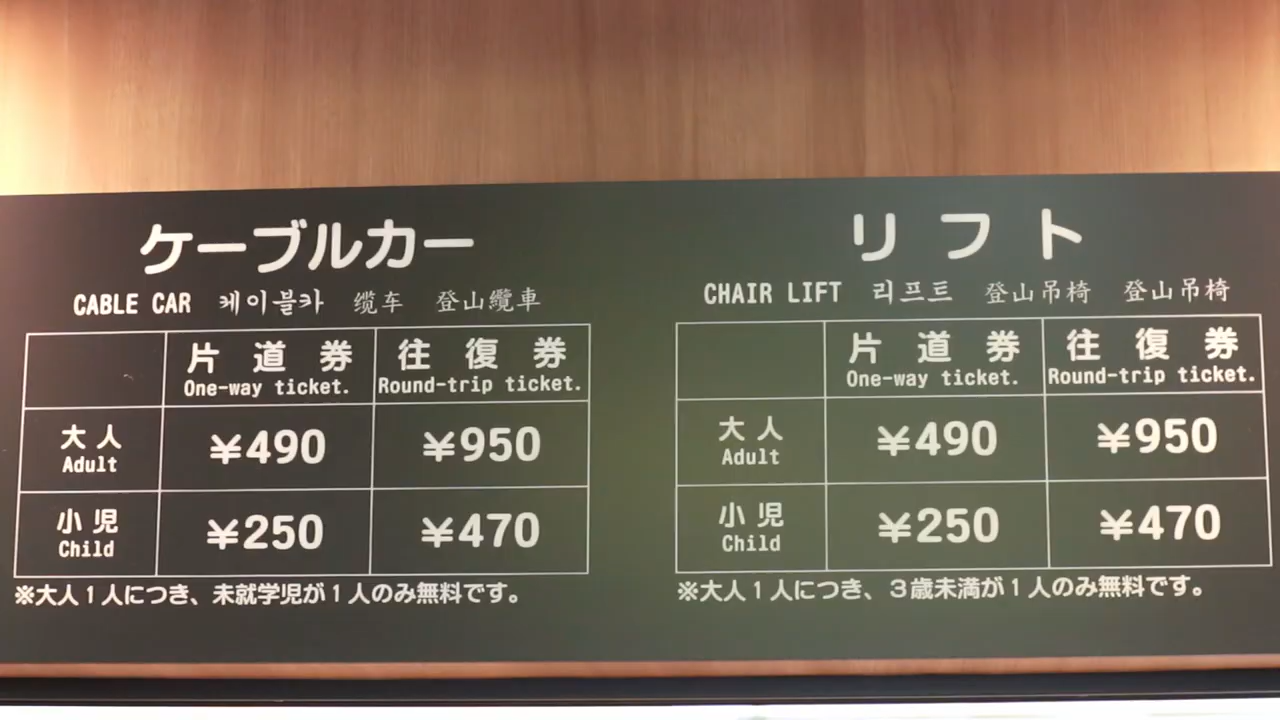 ケーブルカー
CABLE CAR 케이블카 缆车 登山纜車
片道券 往復券
One-way ticket. Round-trip ticket.
大人 ¥490 ¥950
Adult
小児 ¥250 ¥470
Child
※大人1人につき、未就学児が1人のみ無料です。
リフト
CHAIR LIFT 리프트 登山吊椅 登山吊椅
片道券 往復券
One-way ticket. Round-trip ticket.
大人 ¥490 ¥950
Adult
小児 ¥250 ¥470
Child
※大人1人につき、3歳未満が1人のみ無料です。